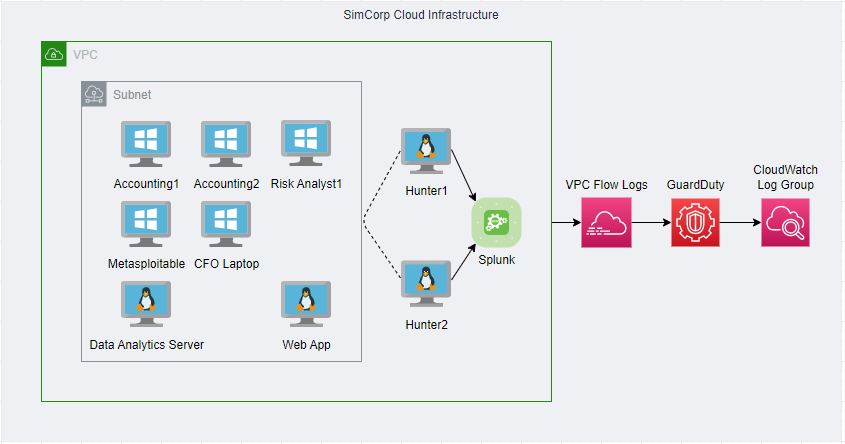 SimCorp Cloud Infrastructure
VPC
Subnet
Accounting1
Accounting2
Risk Analyst1
Metasploitable
CFO Laptop
Data Analytics Server
Web App
Hunter1
Hunter2
Splunk
VPC Flow Logs
GuardDuty
CloudWatch
Log Group